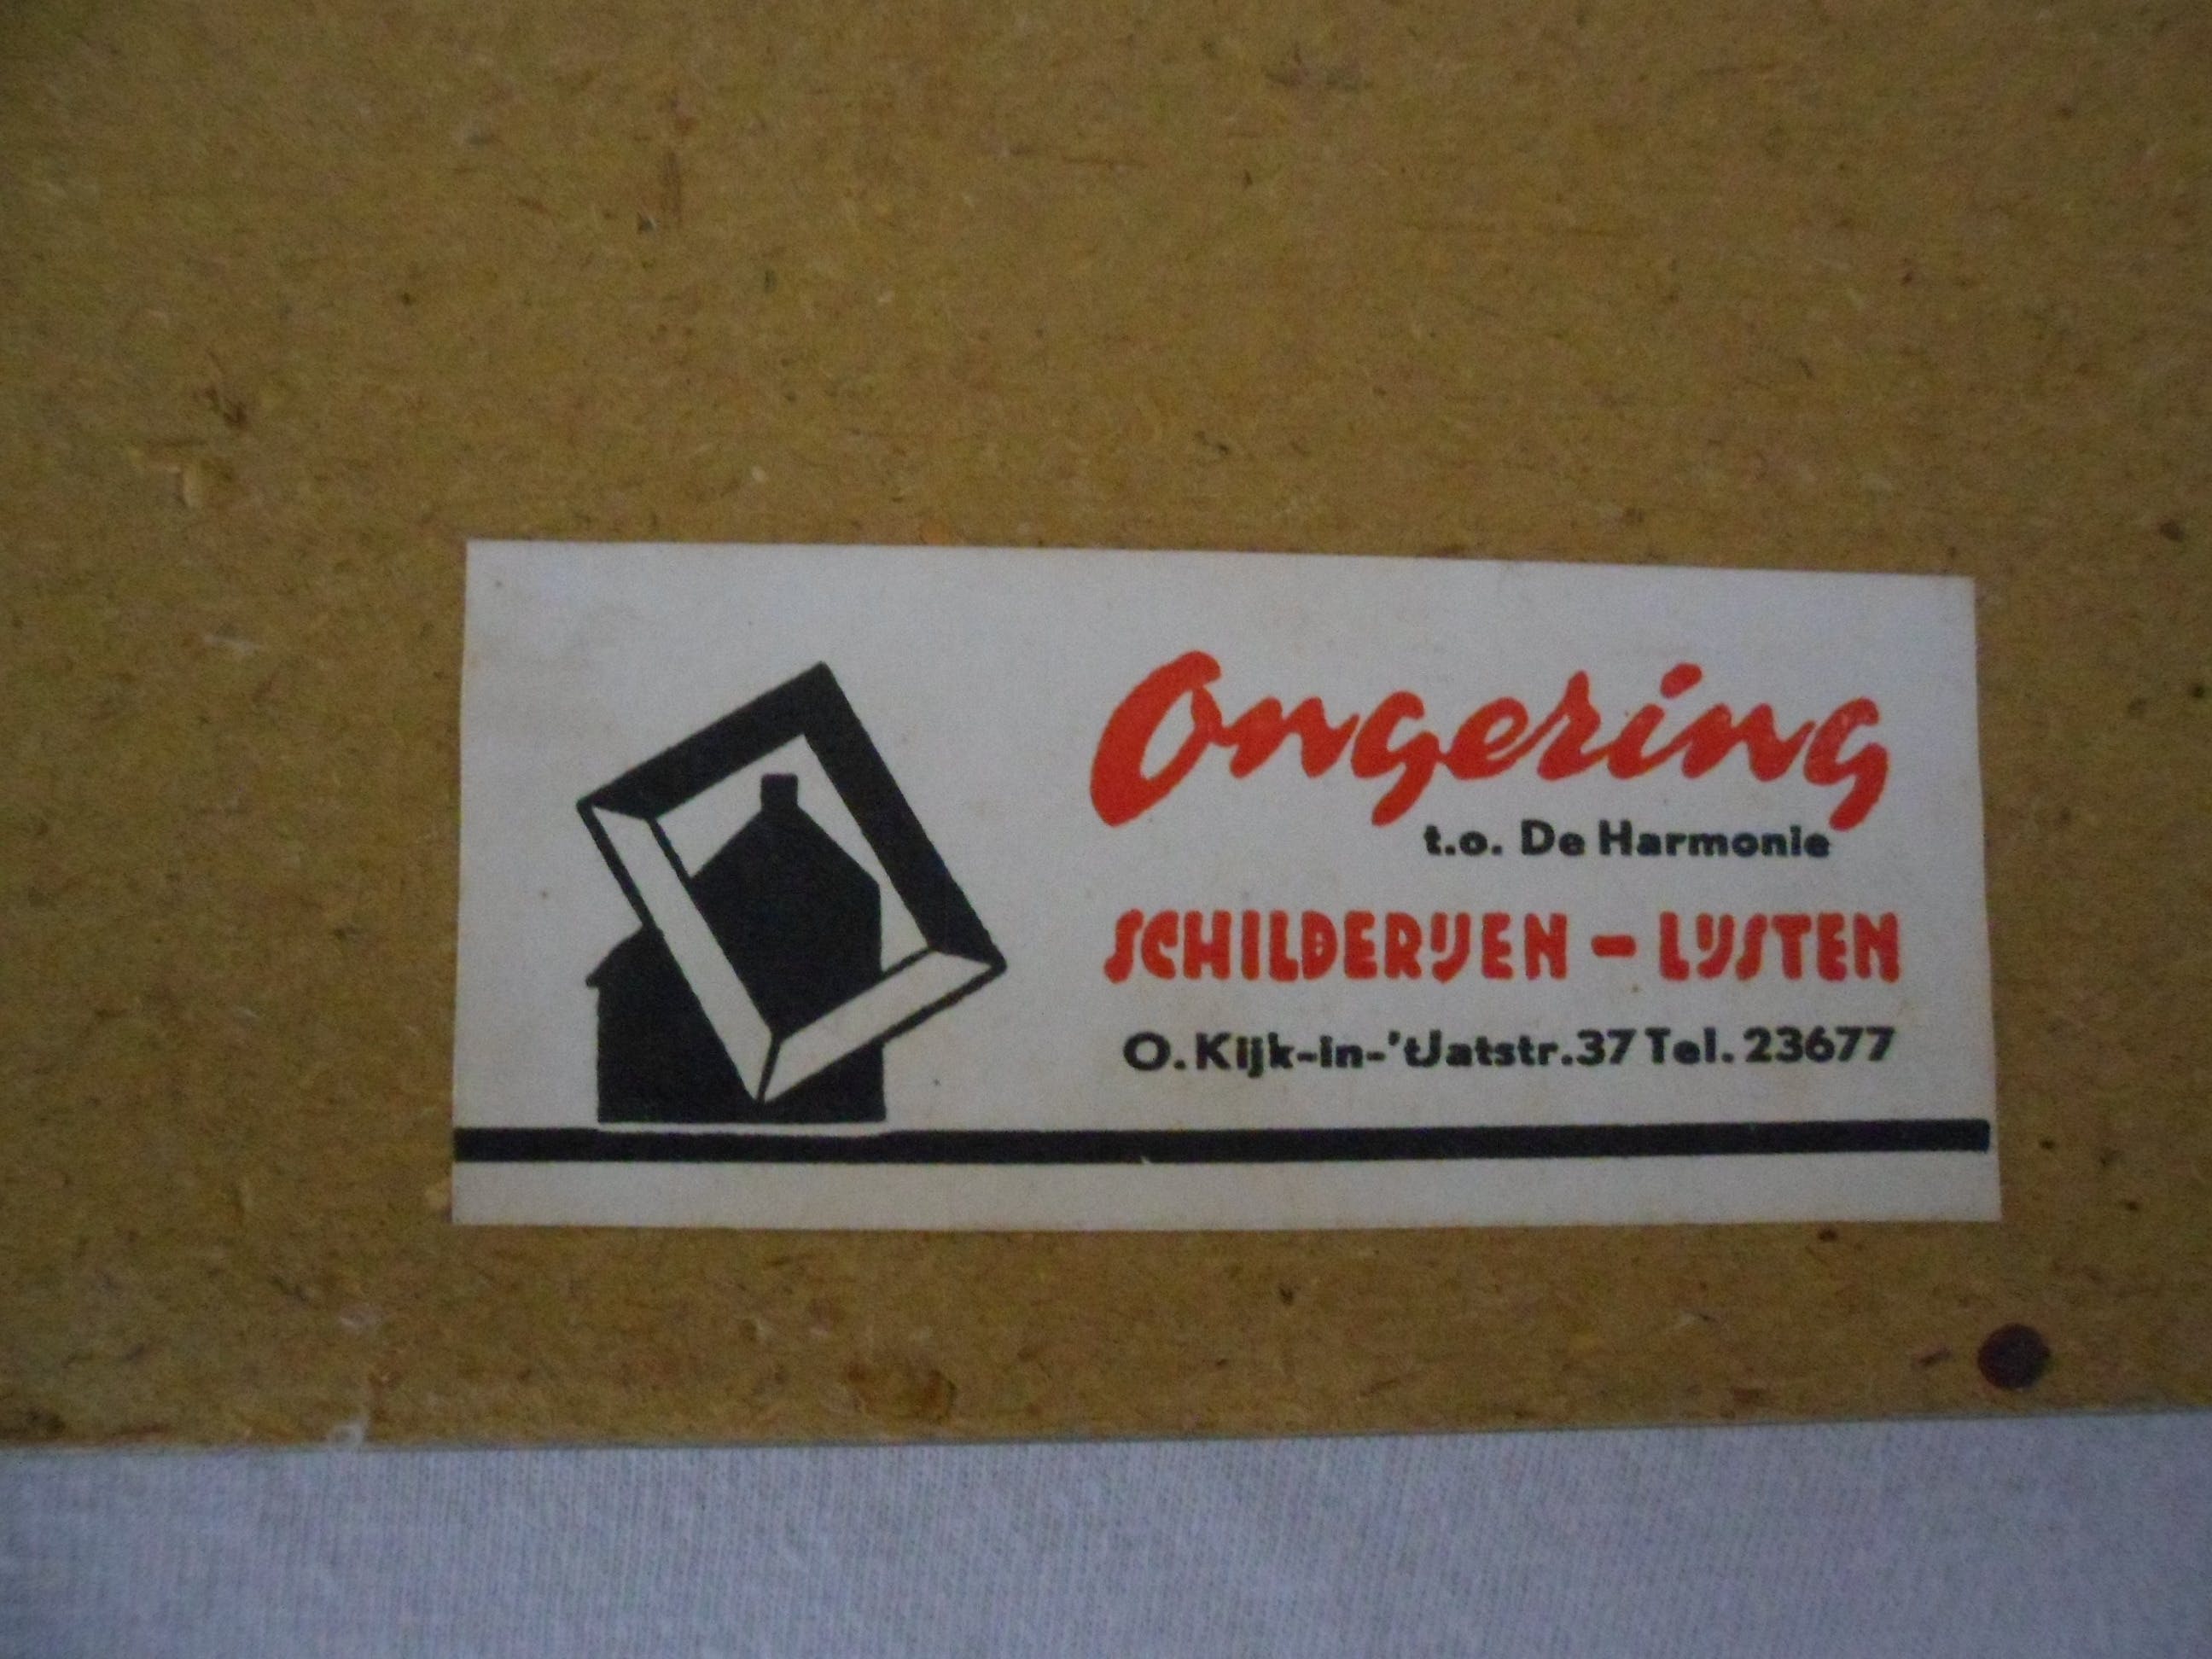 Ongering
t.o. De Harmonie
SCHILDERIJEN - LIJSTEN
O. Kijk-in-'tJatstr.37 Tel. 23677